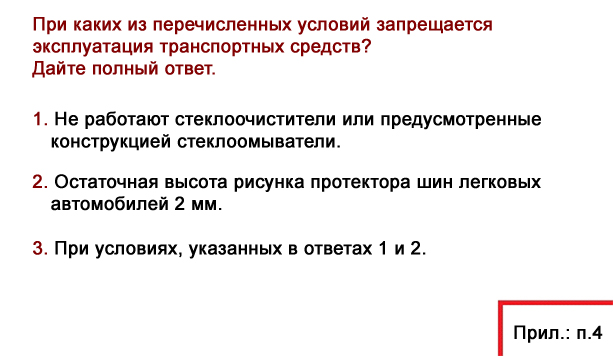 При каких из перечисленных условий запрещается
эксплуатация транспортных средств?
Дайте полный ответ.
1. Не работают стеклоочистители или предусмотренные
конструкцией стеклоомыватели.
2. Остаточная высота рисунка протектора шин легковых
автомобилей 2 мм.
3. При условиях, указанных в ответах 1 и 2.
Прил.: п.4